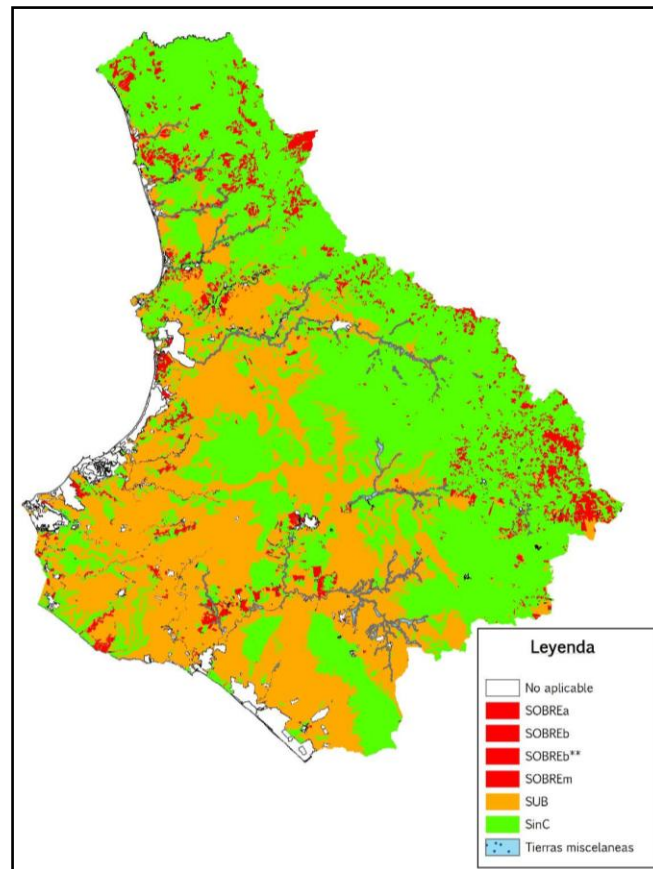 Leyenda
No aplicable
SOBREa
SOBREb
SOBREb**
SOBREm
SUB
SinC
Tierras miscelaneas